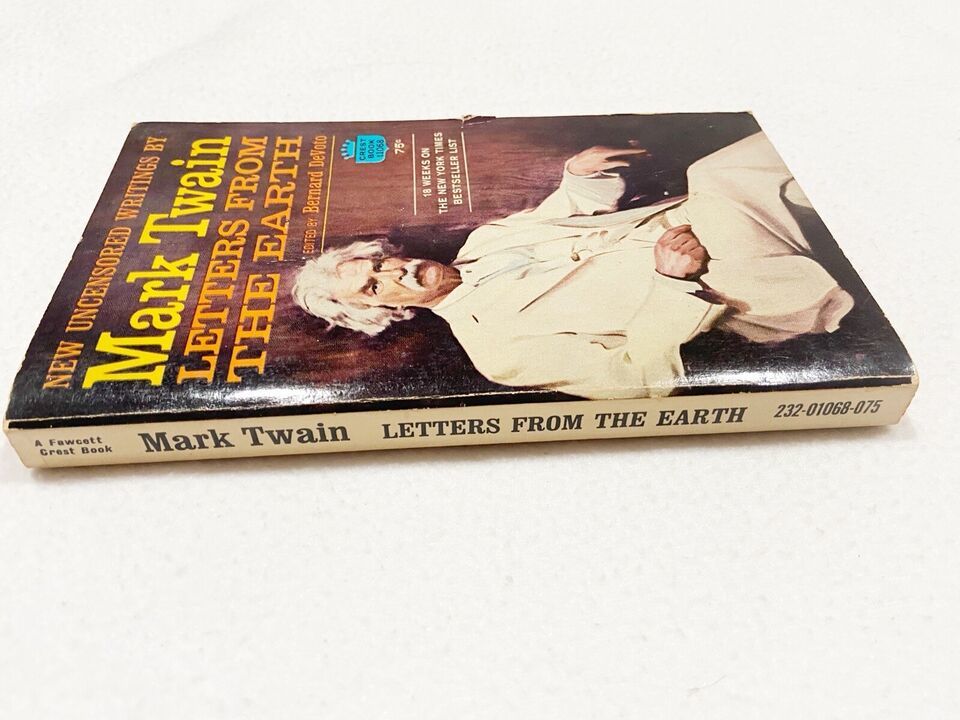 NEW UNCENSORED WRITINGS BY
Mark Twain
LETTERS FROM
THE EARTH
EDITED BY Bernard DeVoto
CREST
BOOK
41068
75¢
18 WEEKS ON
THE NEW YORK TIMES
BESTSELLER LIST
A Fawcett
Crest Book
Mark Twain
LETTERS FROM THE EARTH
232-01068-075